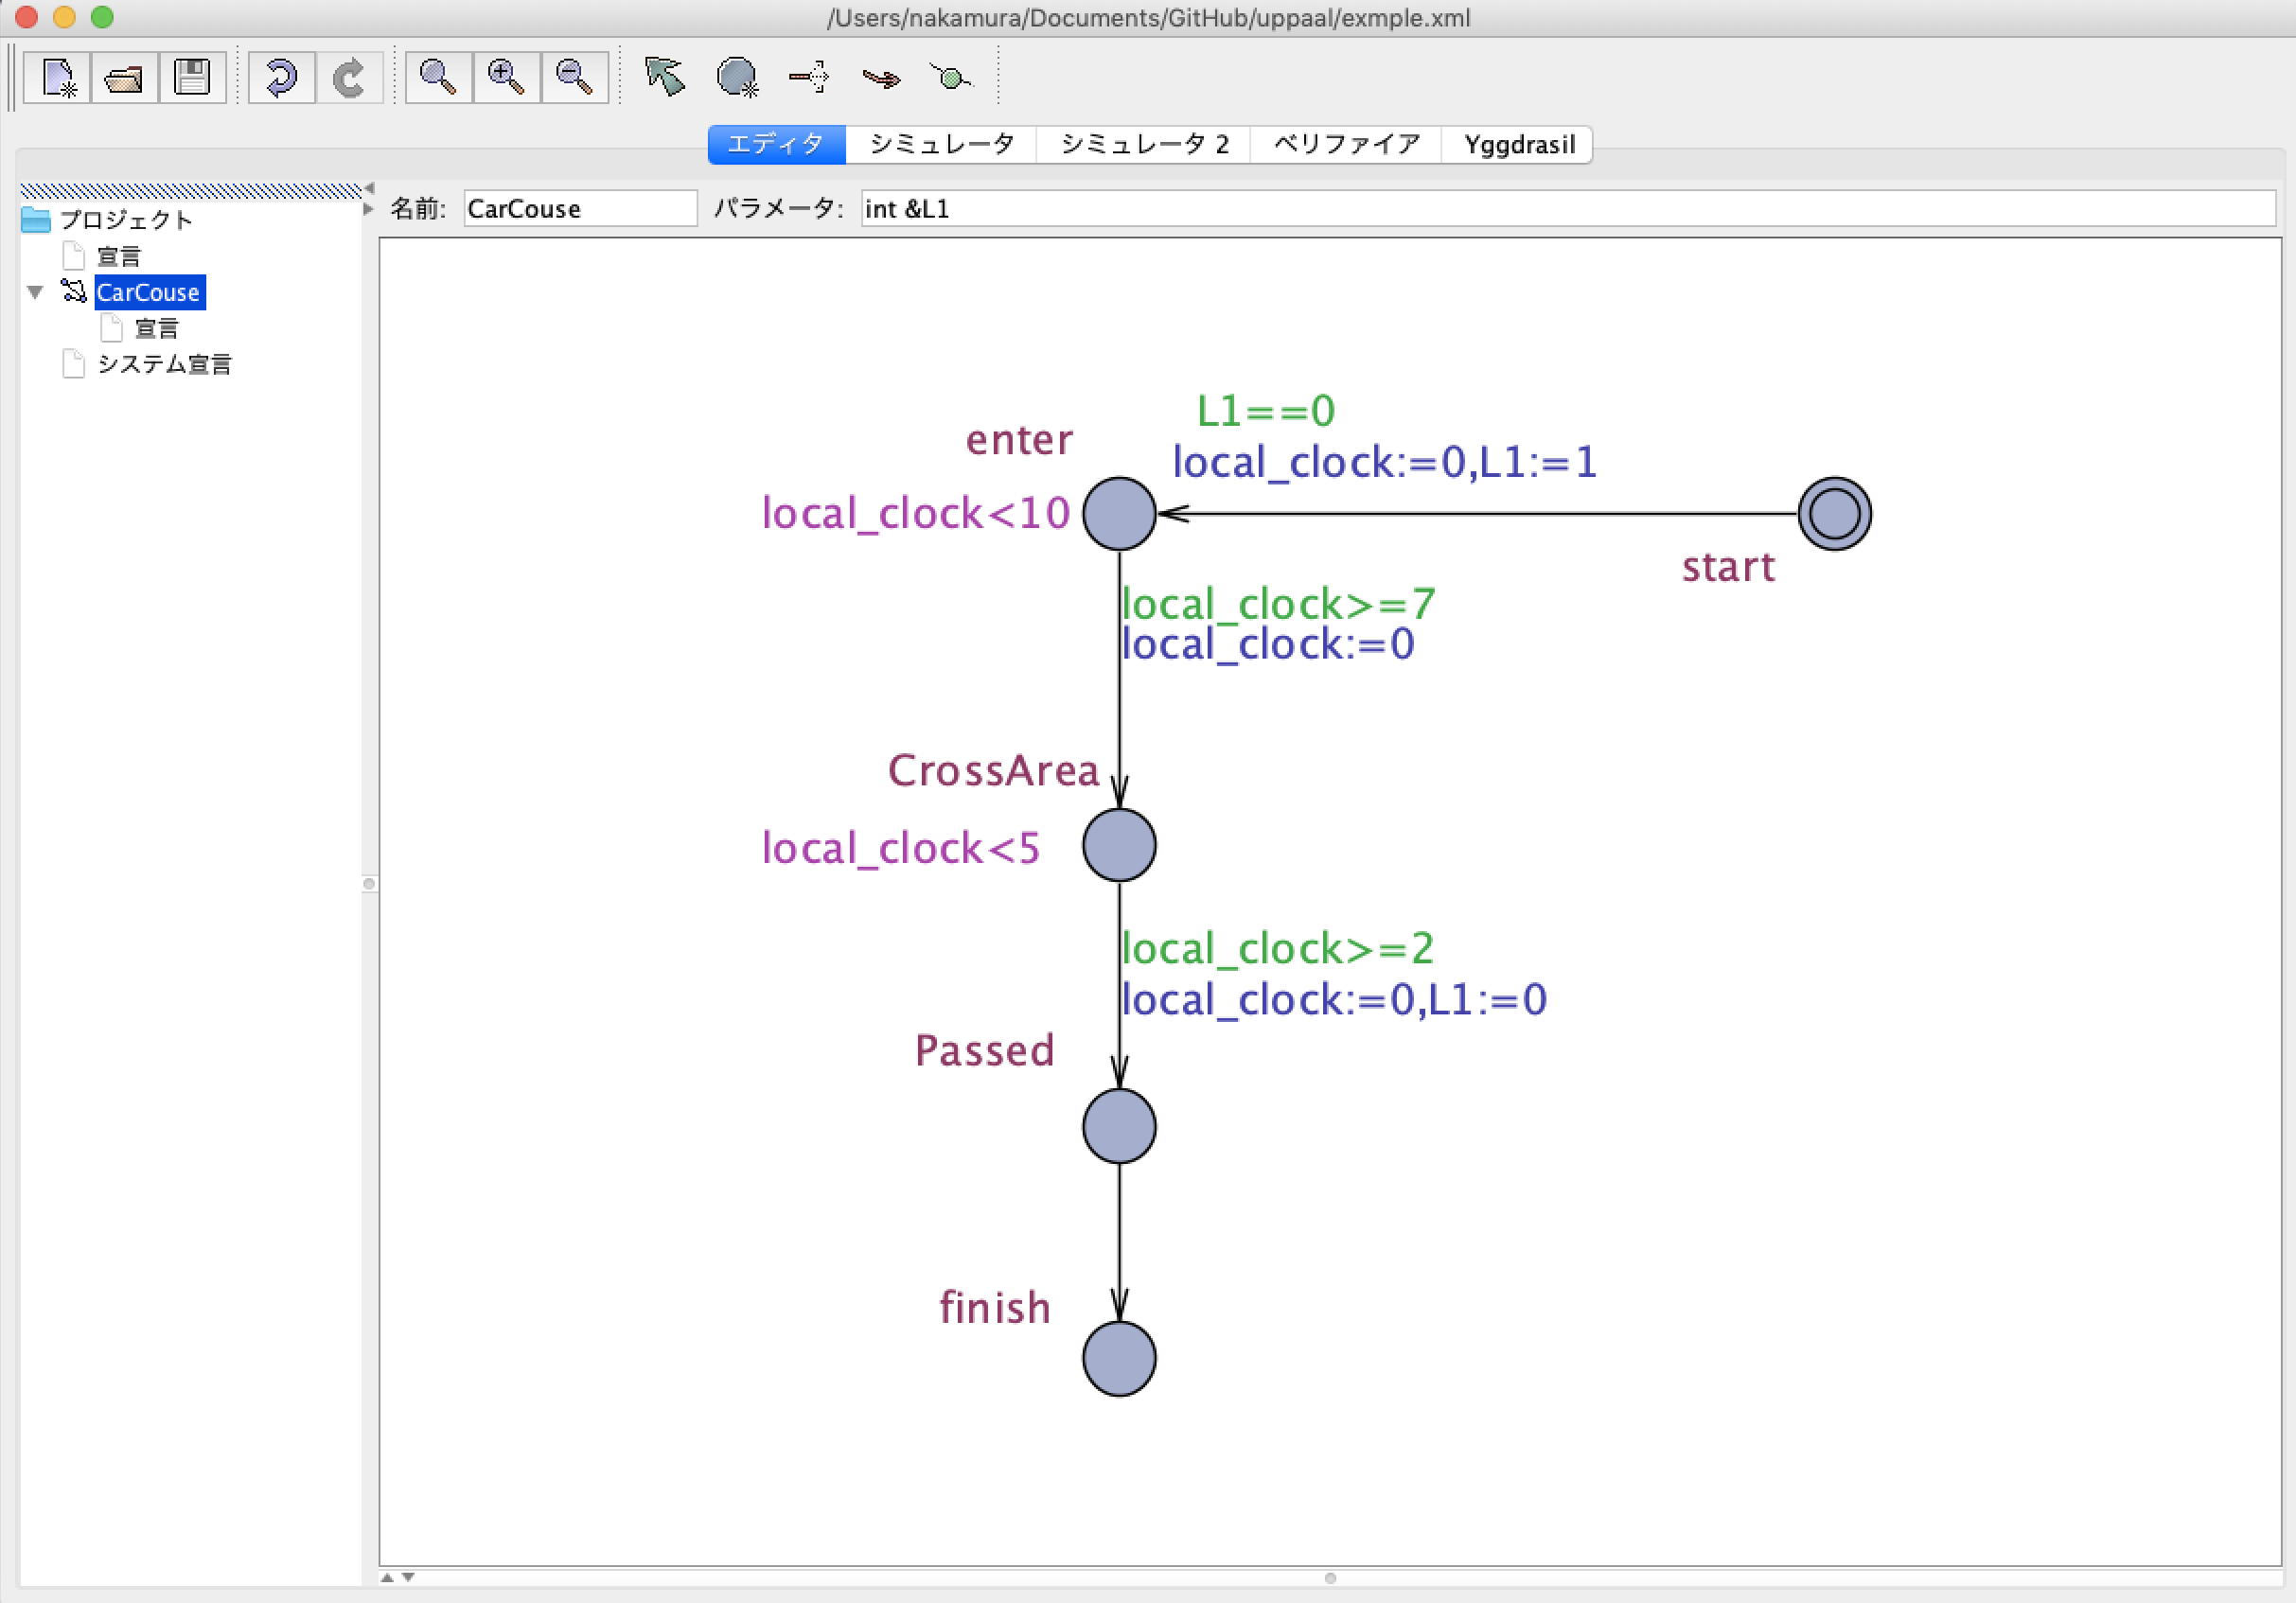 /Users/nakamura/Documents/GitHub/uppaal/exmple.xml
エディタ シミュレータ シミュレータ 2 ベリファイア Yggdrasil
名前: CarCouse パラメータ: int &L1
プロジェクト
宣言
CarCouse
宣言
システム宣言
L1==0
enter
local_clock:=0,L1:=1
local_clock<10
start
local_clock>=7
local_clock:=0
CrossArea
local_clock<5
local_clock>=2
local_clock:=0,L1:=0
Passed
finish